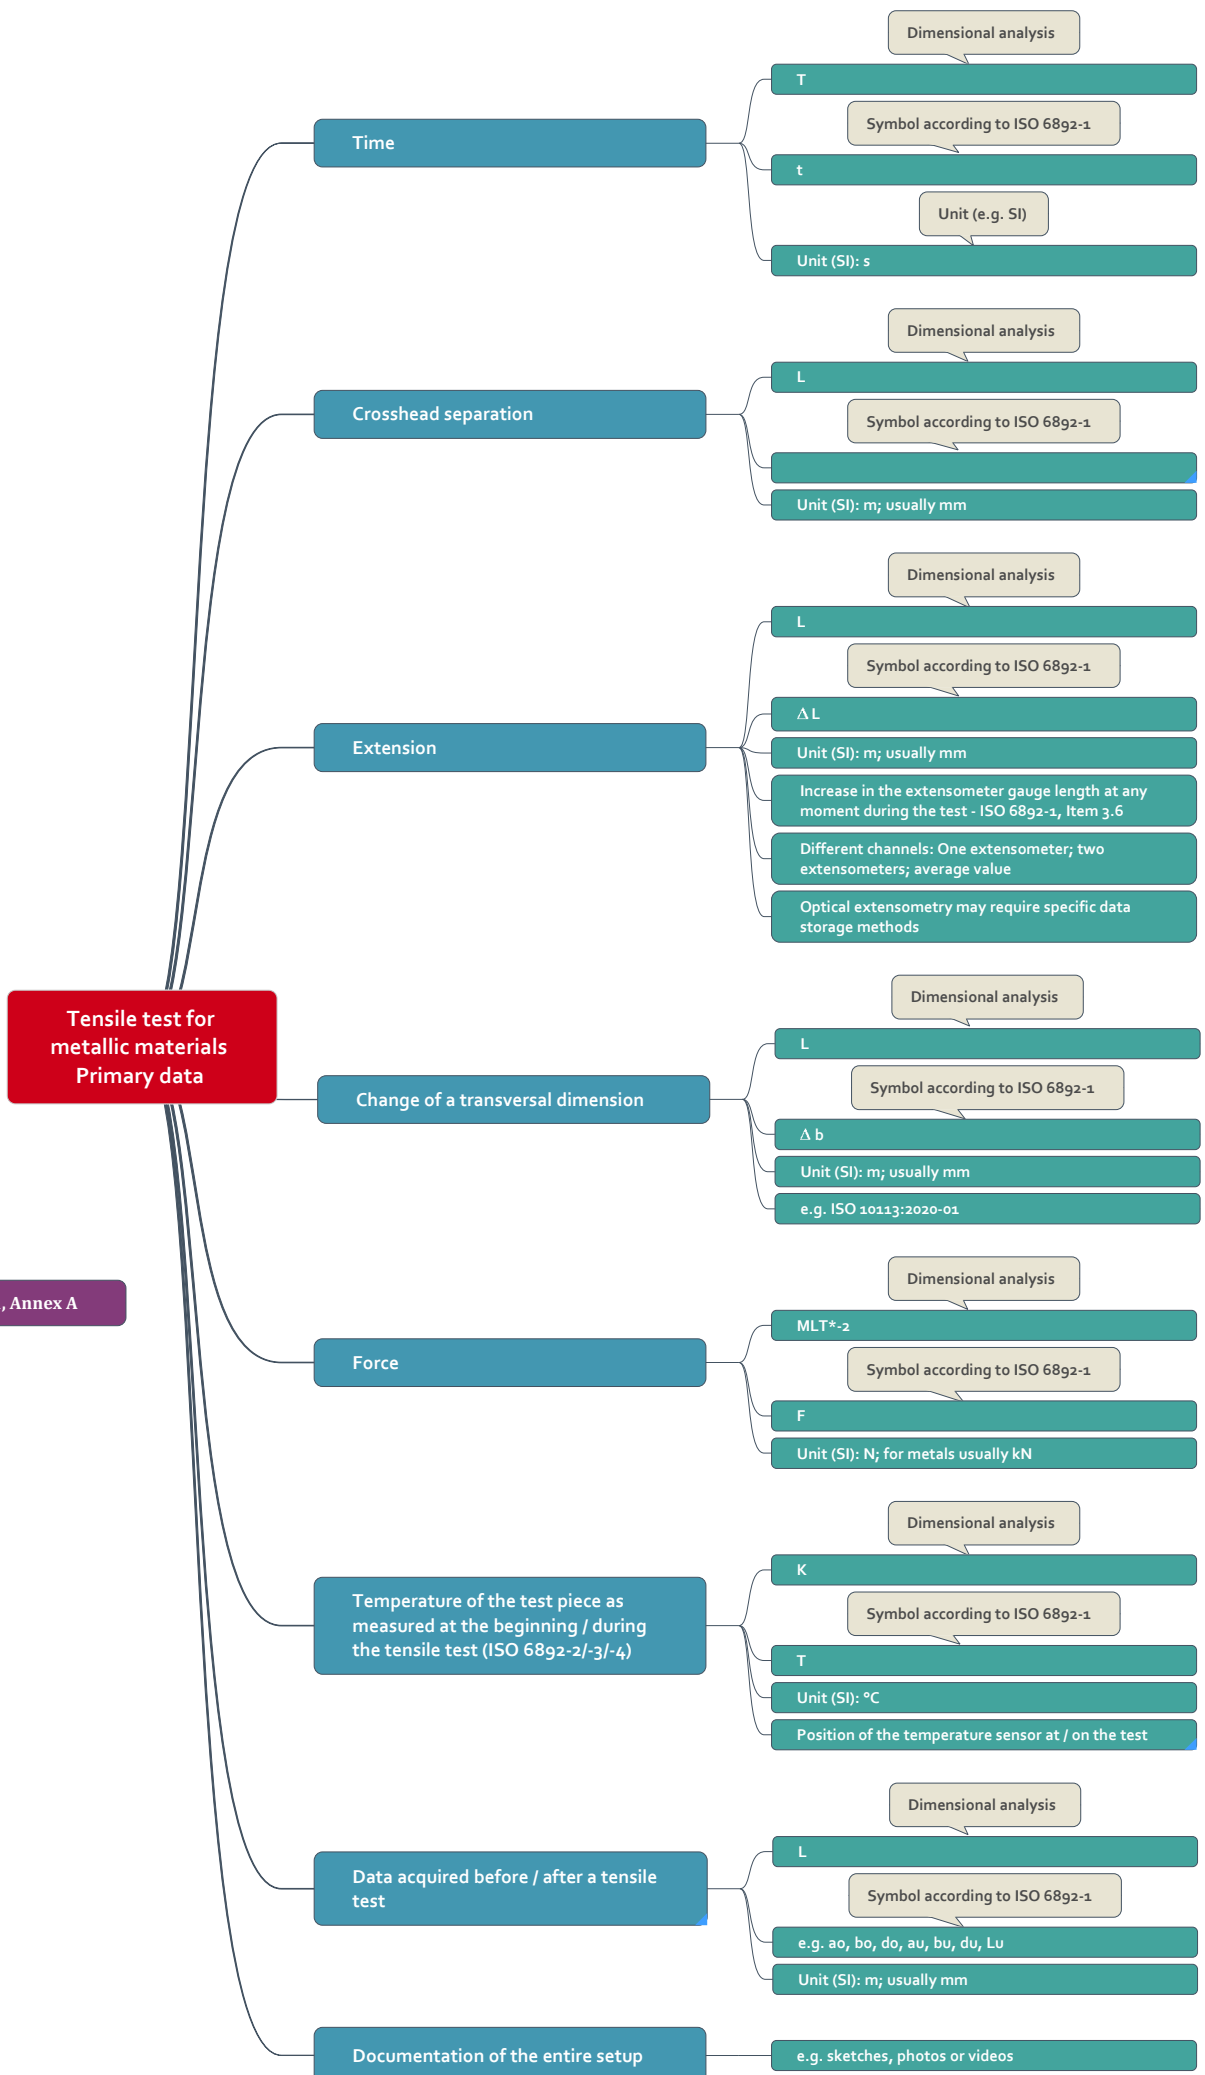 Tensile test for
metallic materials
Primary data
, Annex A
Time
Dimensional analysis
T
Symbol according to ISO 6892-1
t
Unit (e.g. SI)
Unit (SI): s
Crosshead separation
Dimensional analysis
L
Symbol according to ISO 6892-1
Unit (SI): m; usually mm
Extension
Dimensional analysis
L
Symbol according to ISO 6892-1
Δ L
Unit (SI): m; usually mm
Increase in the extensometer gauge length at any
moment during the test - ISO 6892-1, Item 3.6
Different channels: One extensometer; two
extensometers; average value
Optical extensometry may require specific data
storage methods
Change of a transversal dimension
Dimensional analysis
L
Symbol according to ISO 6892-1
Δ b
Unit (SI): m; usually mm
e.g. ISO 10113:2020-01
Force
Dimensional analysis
MLT*-2
Symbol according to ISO 6892-1
F
Unit (SI): N; for metals usually kN
Temperature of the test piece as
measured at the beginning / during
the tensile test (ISO 6892-2/-3/-4)
Dimensional analysis
K
Symbol according to ISO 6892-1
T
Unit (SI): °C
Position of the temperature sensor at / on the test
Data acquired before / after a tensile
test
Dimensional analysis
L
Symbol according to ISO 6892-1
e.g. a0, b0, d0, au, bu, du, Lu
Unit (SI): m; usually mm
Documentation of the entire setup
e.g. sketches, photos or videos